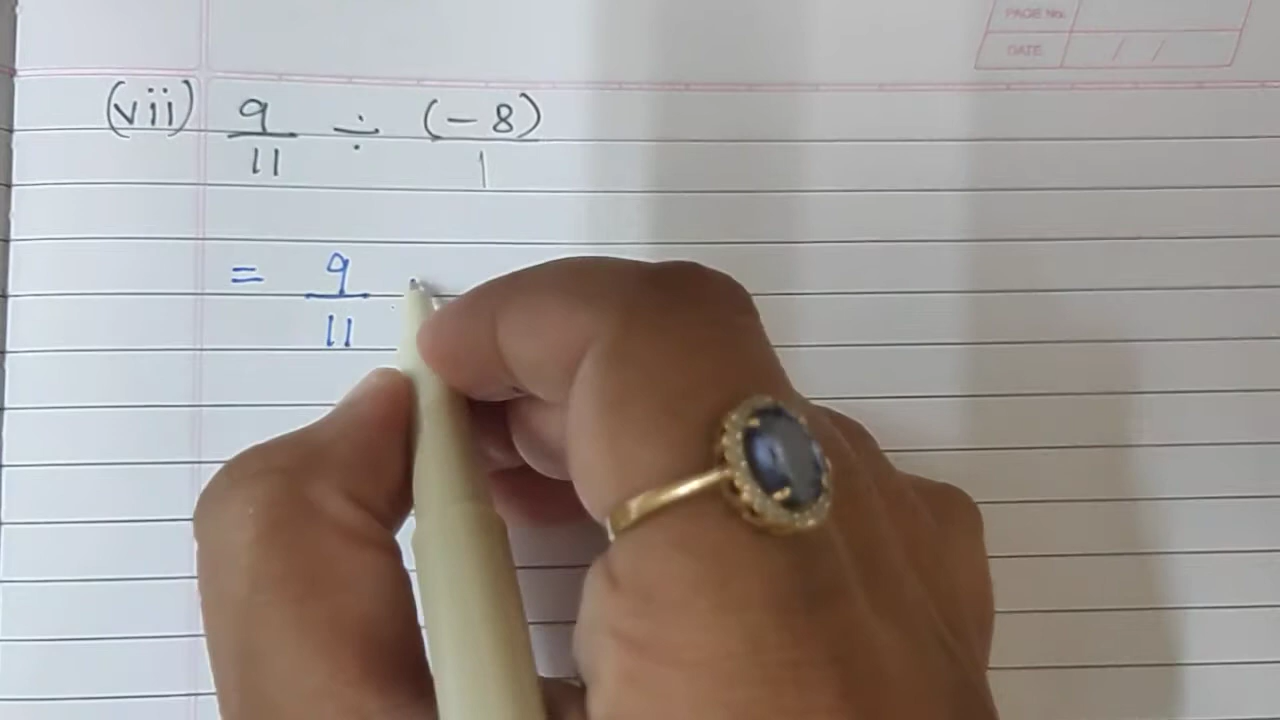 PAGE No.
DATE / /
(vii) 9/11 ÷ (-8)/1
= 9/11